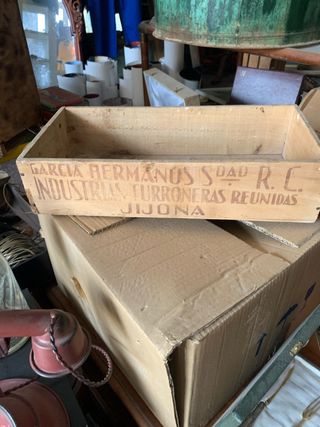 GARCIA HERMANOS SDAD R.C.
INDUSTRIAS TURRONERAS REUNIDAS
JIJONA